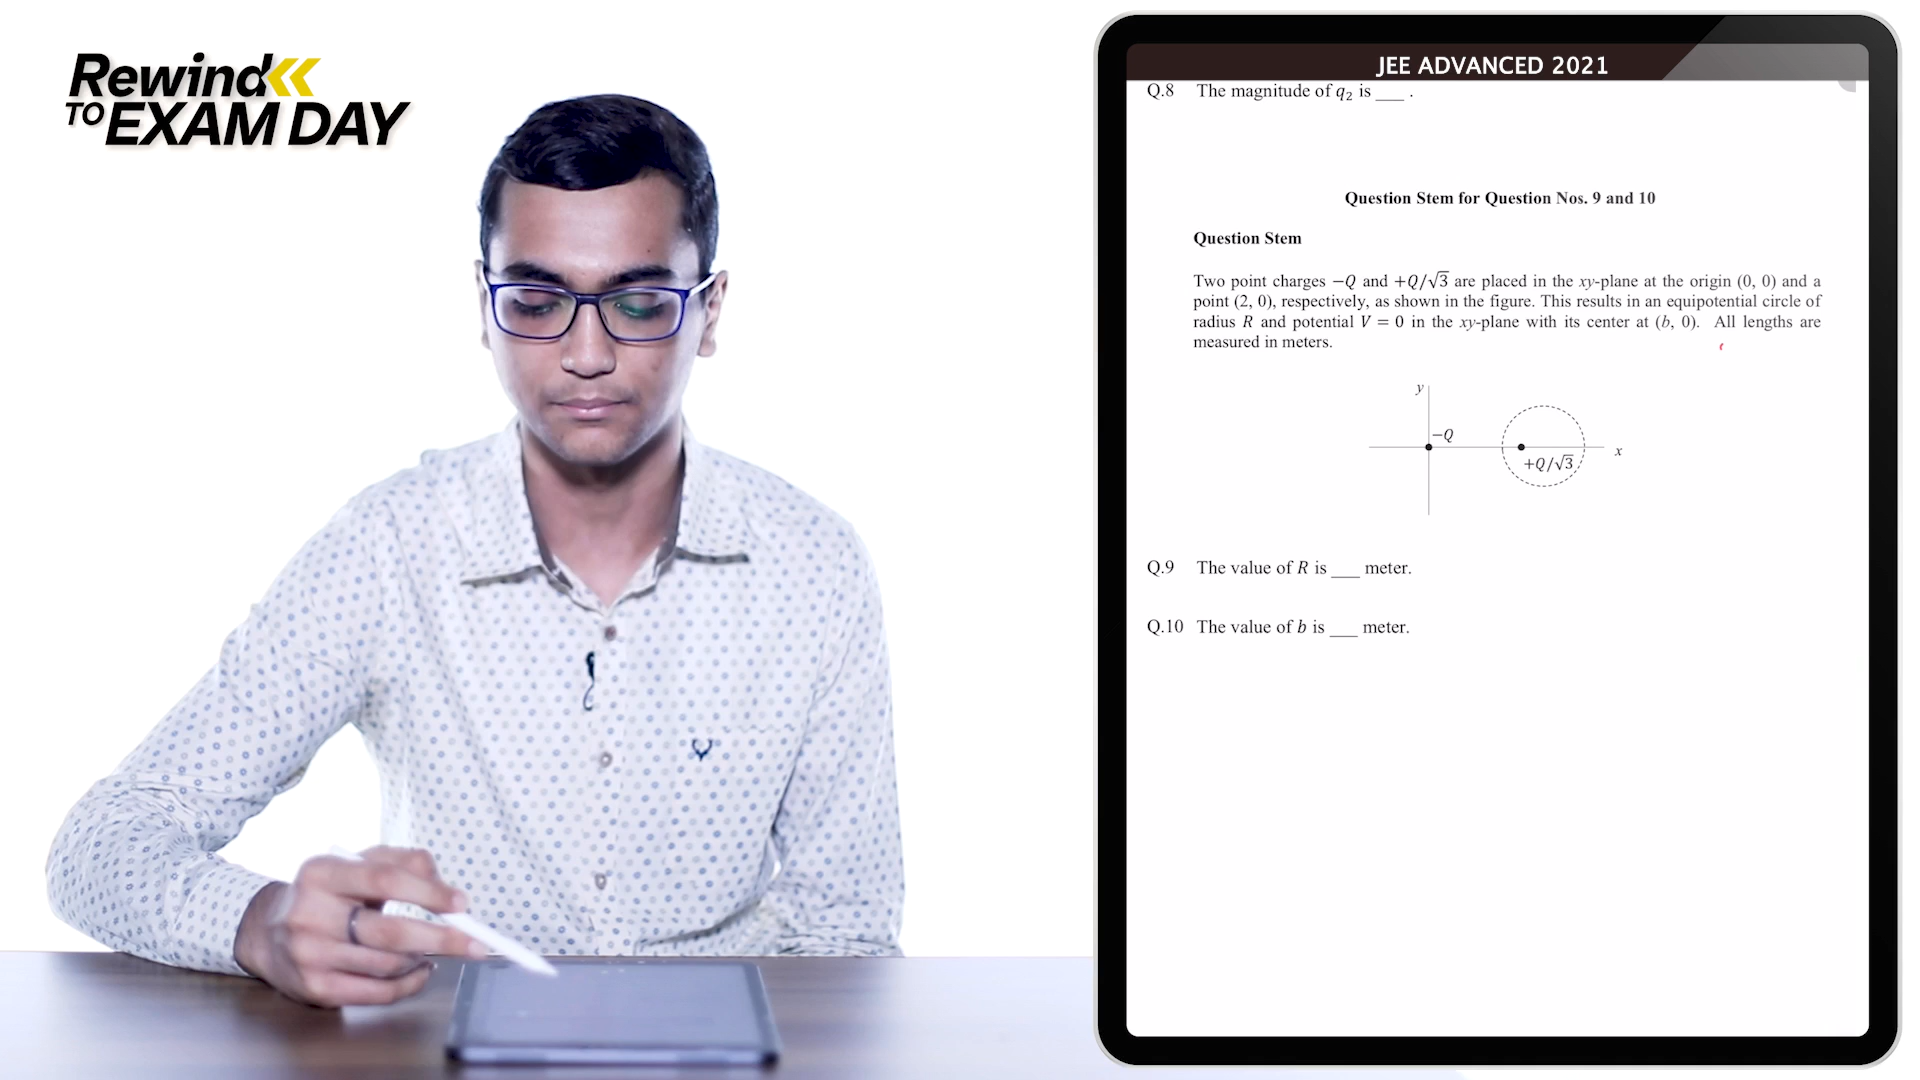 Rewind
TO EXAM DAY
JEE ADVANCED 2021
Q.8 The magnitude of q₂ is ___ .
Question Stem for Question Nos. 9 and 10
Question Stem
Two point charges −Q and +Q/√3 are placed in the xy-plane at the origin (0, 0) and a
point (2, 0), respectively, as shown in the figure. This results in an equipotential circle of
radius R and potential V = 0 in the xy-plane with its center at (b, 0). All lengths are
measured in meters.
y
−Q
x
+Q/√3
Q.9 The value of R is ___ meter.
Q.10 The value of b is ___ meter.